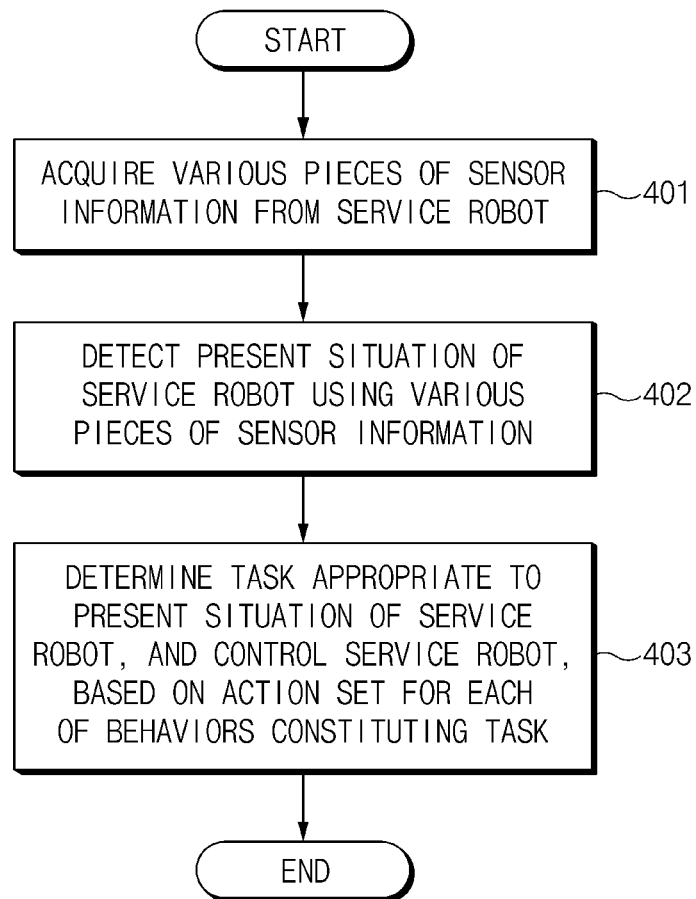 START
ACQUIRE VARIOUS PIECES OF SENSOR
INFORMATION FROM SERVICE ROBOT
401
DETECT PRESENT SITUATION OF
SERVICE ROBOT USING VARIOUS
PIECES OF SENSOR INFORMATION
402
DETERMINE TASK APPROPRIATE TO
PRESENT SITUATION OF SERVICE
ROBOT, AND CONTROL SERVICE ROBOT,
BASED ON ACTION SET FOR EACH
OF BEHAVIORS CONSTITUTING TASK
403
END